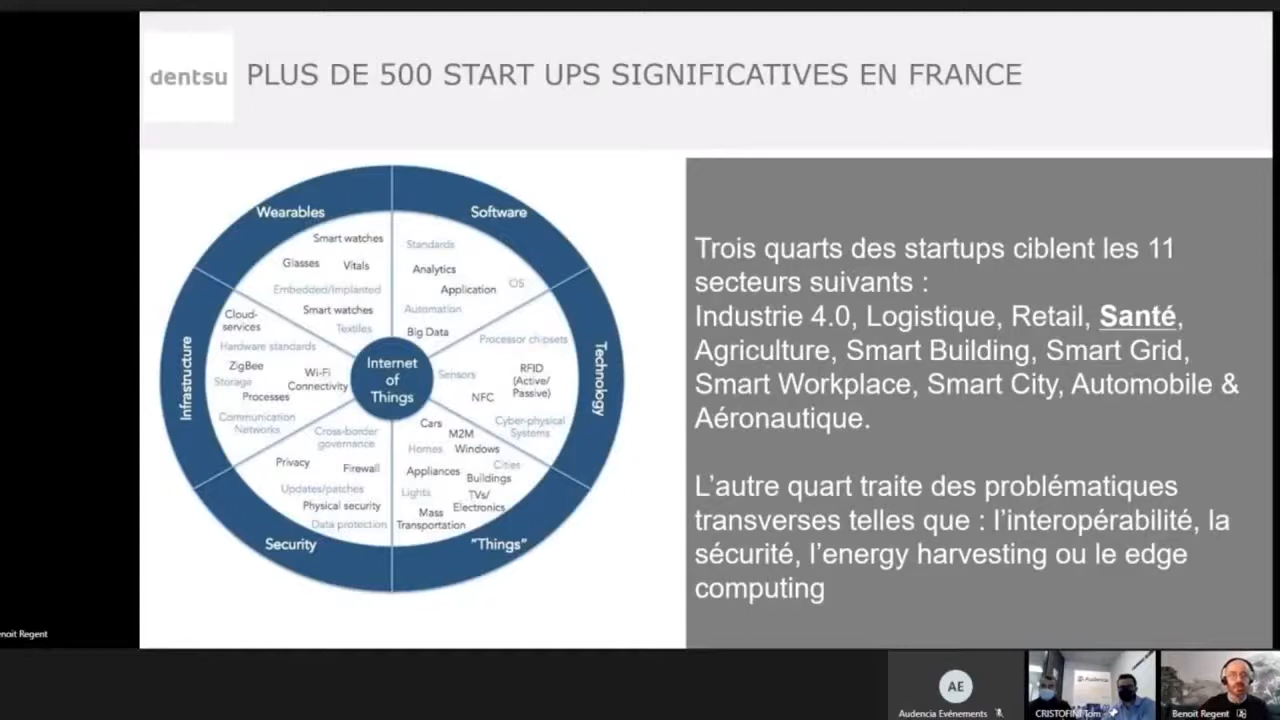 dentsu
PLUS DE 500 START UPS SIGNIFICATIVES EN FRANCE
Wearables
Smart watches
Glasses Vitals
Embedded/Implanted
Smart watches
Textiles
Software
Standards
Analytics
Application OS
Automation
Big Data
Infrastructure
Cloud-
services
Hardware standards
ZigBee
Wi-Fi
Connectivity
Storage
Processes
Communication
Networks
Internet
of
Things
Technology
Processor chipsets
Sensors
RFID
(Active/
Passive)
NFC
Cyber-physical
Systems
Security
Cross-border
governance
Privacy
Firewall
Updates/patches
Physical security
Data protection
"Things"
Cars
M2M
Homes Windows
Cities
Appliances
Buildings
Lights
TVs/
Electronics
Mass
Transportation
Trois quarts des startups ciblent les 11
secteurs suivants :
Industrie 4.0, Logistique, Retail, Santé,
Agriculture, Smart Building, Smart Grid,
Smart Workplace, Smart City, Automobile &
Aéronautique.
L'autre quart traite des problématiques
transverses telles que : l'interopérabilité, la
sécurité, l'energy harvesting ou le edge
computing
enoit Regent
AE
Audencia Evénements
Audencia
CRISTOFINI Tom
Benoit Regent